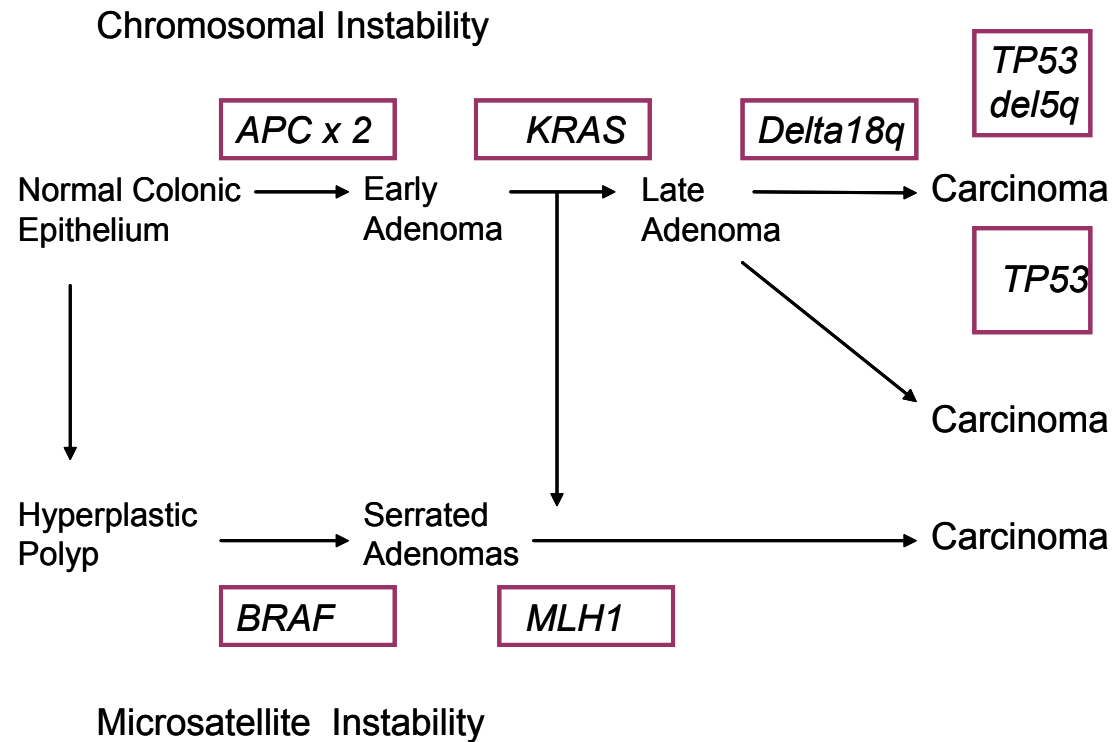 Chromosomal Instability
TP53
del5q
APC x 2
KRAS
Delta18q
Normal Colonic
Epithelium
Early
Adenoma
Late
Adenoma
Carcinoma
TP53
Carcinoma
Hyperplastic
Polyp
Serrated
Adenomas
Carcinoma
BRAF
MLH1
Microsatellite Instability